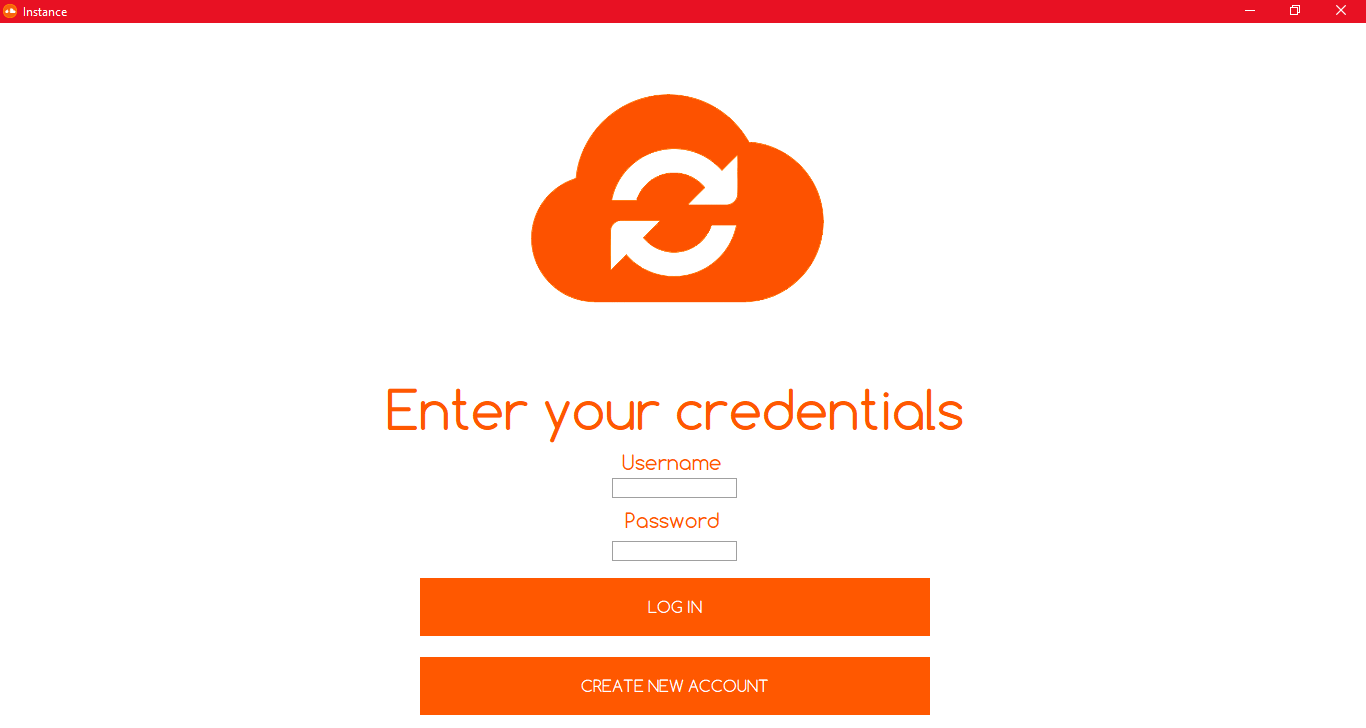 Instance
Enter your credentials
Username
Password
LOG IN
CREATE NEW ACCOUNT